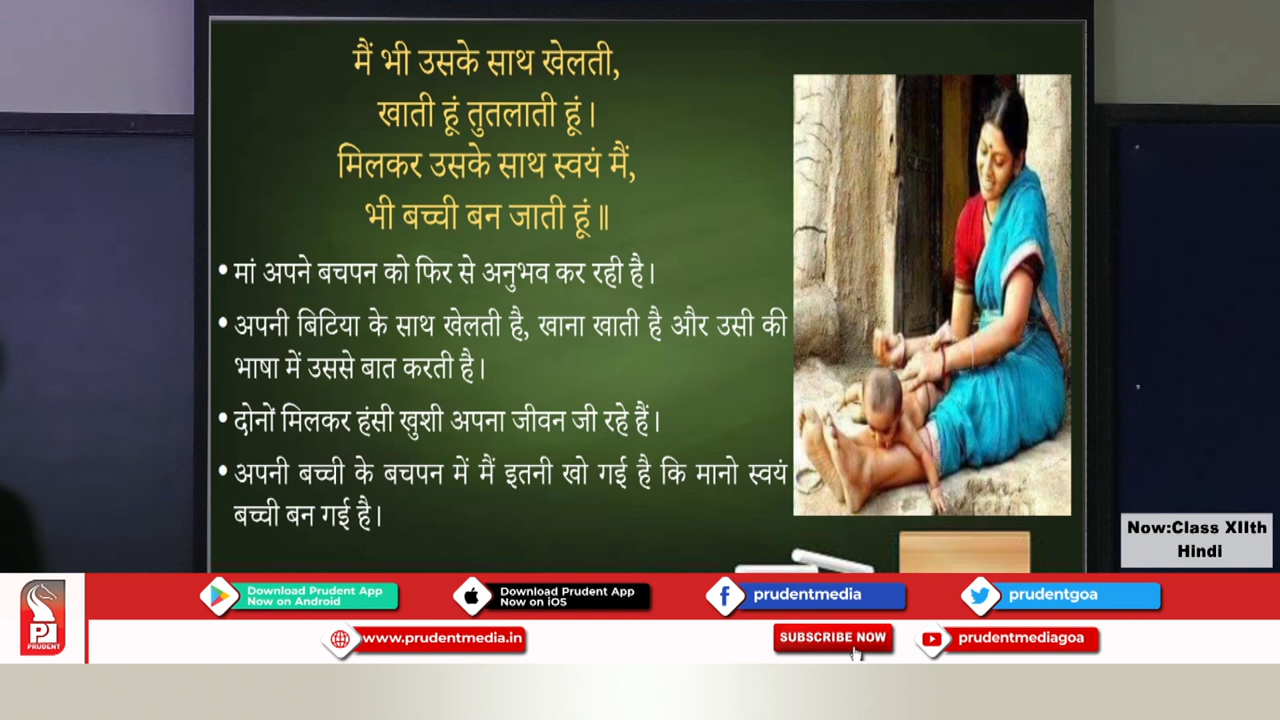 मैं भी उसके साथ खेलती,
खाती हूं तुतलाती हूं।
मिलकर उसके साथ स्वयं मैं,
भी बच्ची बन जाती हूं॥
• मां अपने बचपन को फिर से अनुभव कर रही है।
• अपनी बिटिया के साथ खेलती है, खाना खाती है और उसी की
भाषा में उससे बात करती है।
• दोनों मिलकर हंसी खुशी अपना जीवन जी रहे हैं।
• अपनी बच्ची के बचपन में मैं इतनी खो गई है कि मानो स्वयं
बच्ची बन गई है।
Now:Class XIIth
Hindi
PRUDENT
Download Prudent App
Now on Android
Download Prudent App
Now on iOS
prudentmedia
prudentgoa
www.prudentmedia.in
SUBSCRIBE NOW
prudentmediagoa